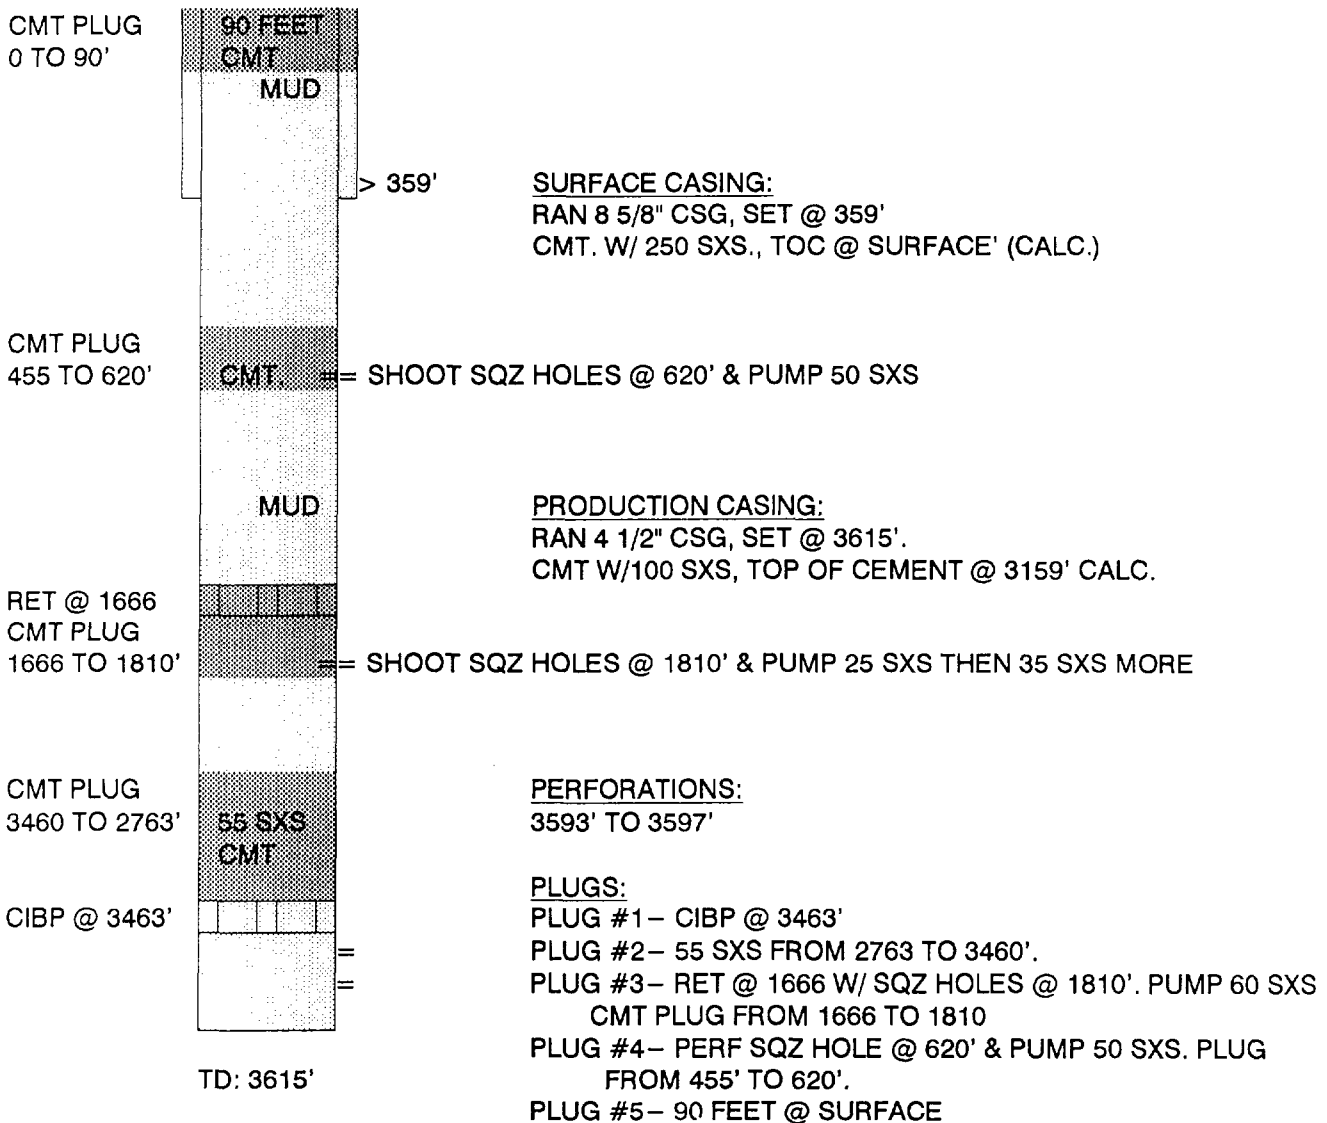 CMT PLUG
0 TO 90'
90 FEET
CMT
MUD
> 359'
SURFACE CASING:
RAN 8 5/8" CSG, SET @ 359'
CMT. W/ 250 SXS., TOC @ SURFACE' (CALC.)
CMT PLUG
455 TO 620'
CMT.
== SHOOT SQZ HOLES @ 620' & PUMP 50 SXS
MUD
PRODUCTION CASING:
RAN 4 1/2" CSG, SET @ 3615'.
CMT W/100 SXS, TOP OF CEMENT @ 3159' CALC.
RET @ 1666
CMT PLUG
1666 TO 1810'
== SHOOT SQZ HOLES @ 1810' & PUMP 25 SXS THEN 35 SXS MORE
CMT PLUG
3460 TO 2763'
55 SXS
CMT
PERFORATIONS:
3593' TO 3597'
CIBP @ 3463'
=
=
PLUGS:
PLUG #1– CIBP @ 3463'
PLUG #2– 55 SXS FROM 2763 TO 3460'.
PLUG #3– RET @ 1666 W/ SQZ HOLES @ 1810'. PUMP 60 SXS
CMT PLUG FROM 1666 TO 1810
PLUG #4– PERF SQZ HOLE @ 620' & PUMP 50 SXS. PLUG
FROM 455' TO 620'.
PLUG #5– 90 FEET @ SURFACE
TD: 3615'